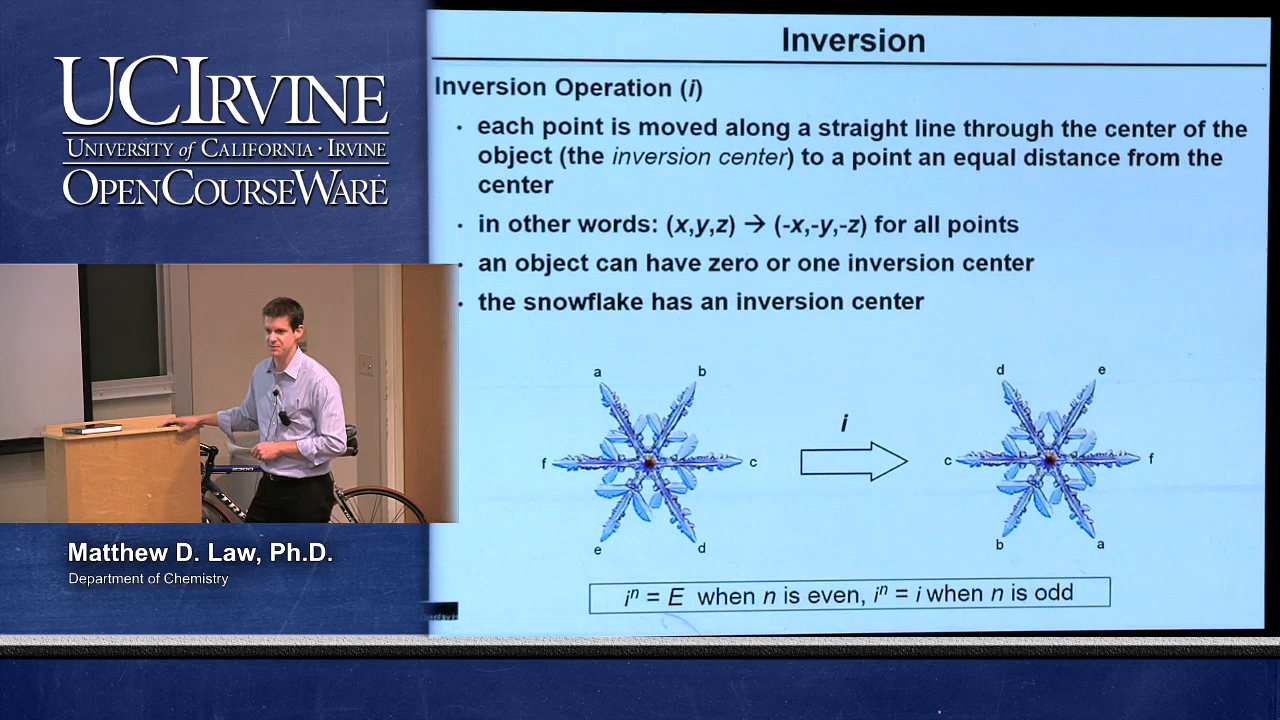 UCIRVINE
UNIVERSITY of CALIFORNIA · IRVINE
OPENCOURSEWARE
Matthew D. Law, Ph.D.
Department of Chemistry
Inversion
Inversion Operation (i)
· each point is moved along a straight line through the center of the
object (the inversion center) to a point an equal distance from the
center
· in other words: (x,y,z) → (-x,-y,-z) for all points
· an object can have zero or one inversion center
· the snowflake has an inversion center
a b
f c
e d
i
d e
c f
b a
iⁿ = E when n is even, iⁿ = i when n is odd